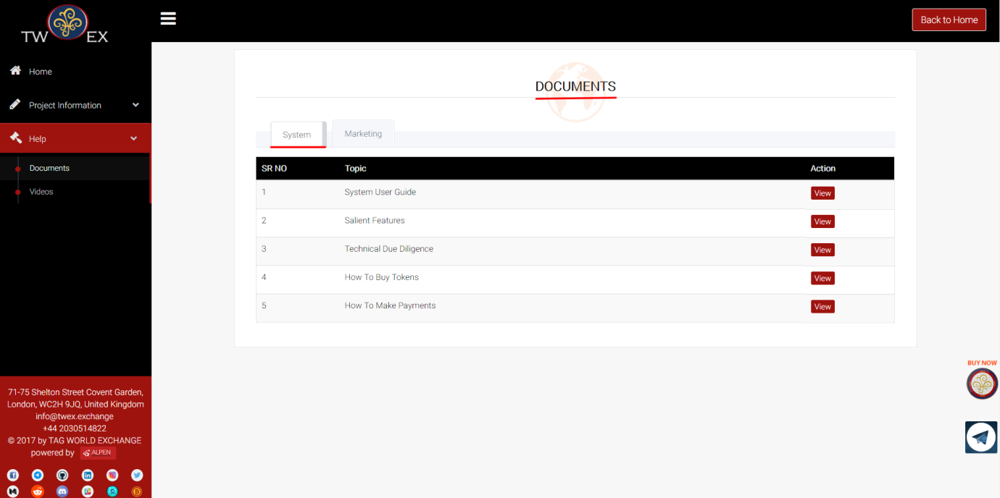 TW EX
Back to Home
Home
Project Information
Help
Documents
Videos
DOCUMENTS
System Marketing
SR NO Topic Action
1 System User Guide View
2 Salient Features View
3 Technical Due Diligence View
4 How To Buy Tokens View
5 How To Make Payments View
BUY NOW
71-75 Shelton Street Covent Garden,
London, WC2H 9JQ, United Kingdom
info@twex.exchange
+44 2030514822
© 2017 by TAG WORLD EXCHANGE
powered by ALPEN